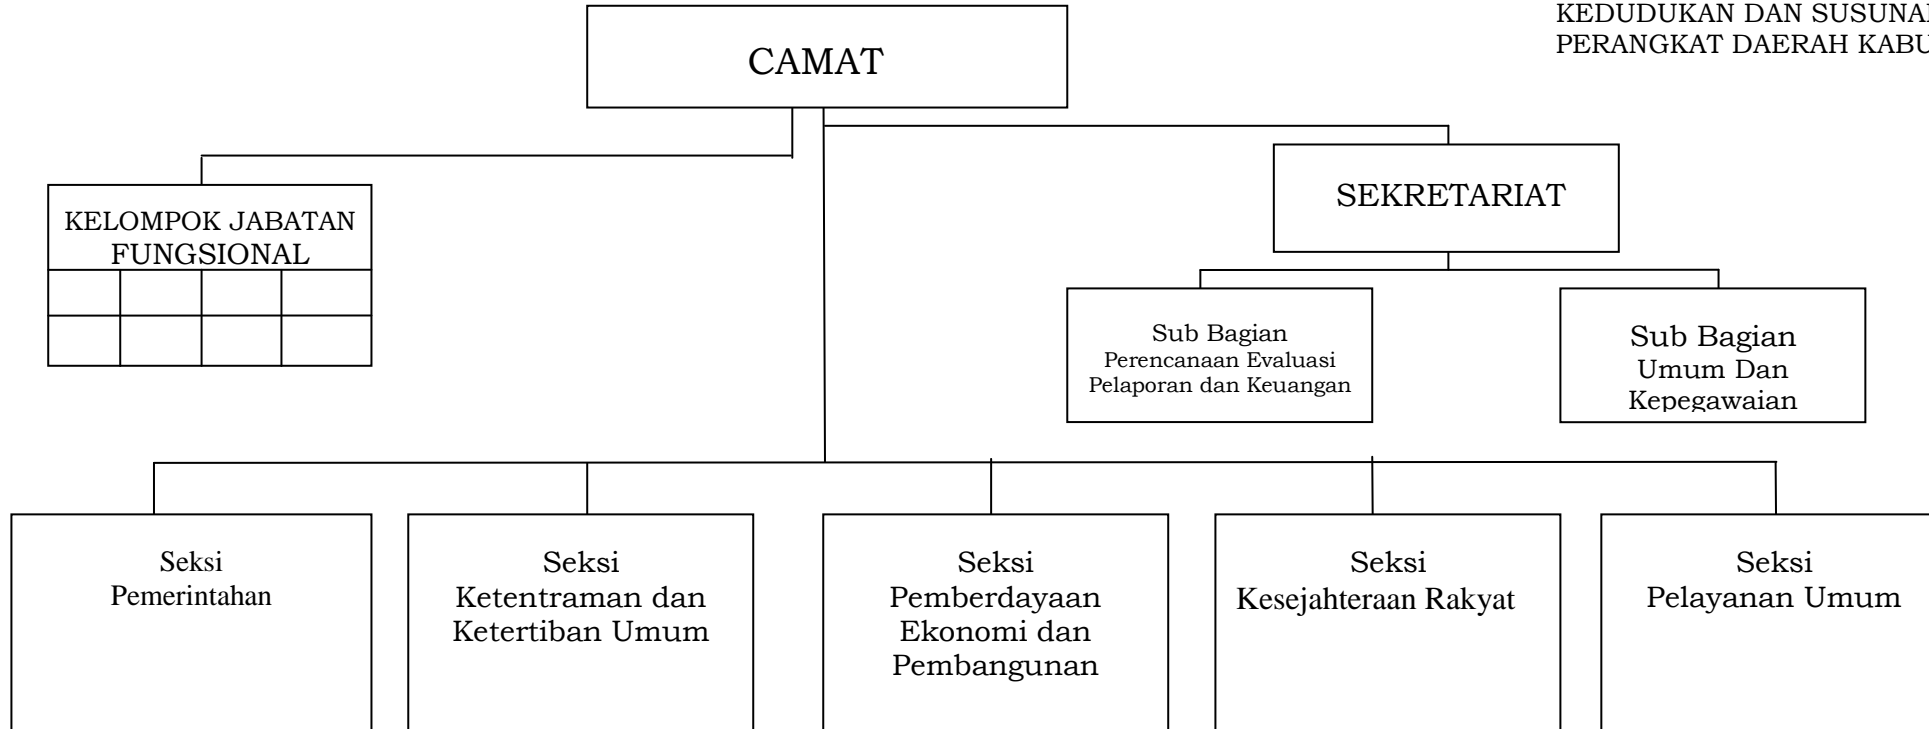 KEDUDUKAN DAN SUSUNAN
PERANGKAT DAERAH
CAMAT
SEKRETARIAT
KELOMPOK JABATAN
FUNGSIONAL
Sub Bagian
Perencanaan Evaluasi
Pelaporan dan Keuangan
Sub Bagian
Umum Dan
Kepegawaian
Seksi
Pemerintahan
Seksi
Ketentraman dan
Ketertiban Umum
Seksi
Pemberdayaan
Ekonomi dan
Pembangunan
Seksi
Kesejahteraan Rakyat
Seksi
Pelayanan Umum